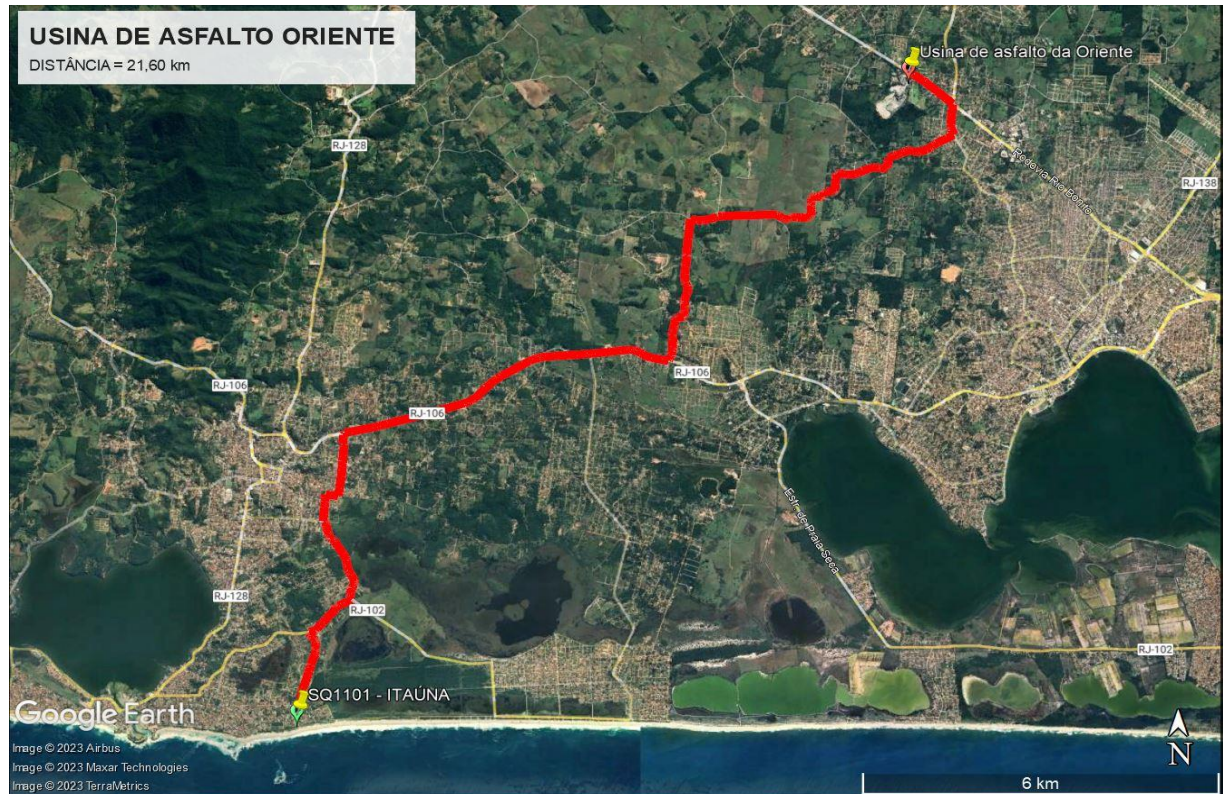 USINA DE ASFALTO ORIENTE
DISTÂNCIA = 21,60 km
Usina de asfalto da Oriente
RJ-128
Rodovia Rio Bonito
RJ-138
RJ-106
RJ-106
RJ-106
Estr. de Praia Seca
RJ-128
RJ-102
RJ-102
SQ1101 - ITAÚNA
Google Earth
Image © 2023 Airbus
Image © 2023 Maxar Technologies
Image © 2023 TerraMetrics
N
6 km